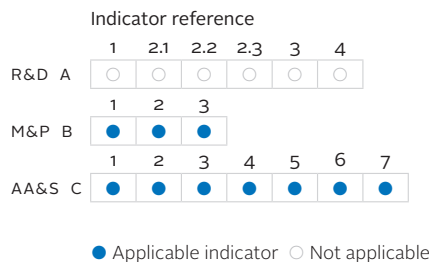 Indicator reference
1 2.1 2.2 2.3 3 4
R&D A
1 2 3
M&P B
1 2 3 4 5 6 7
AA&S C
Applicable indicator Not applicable